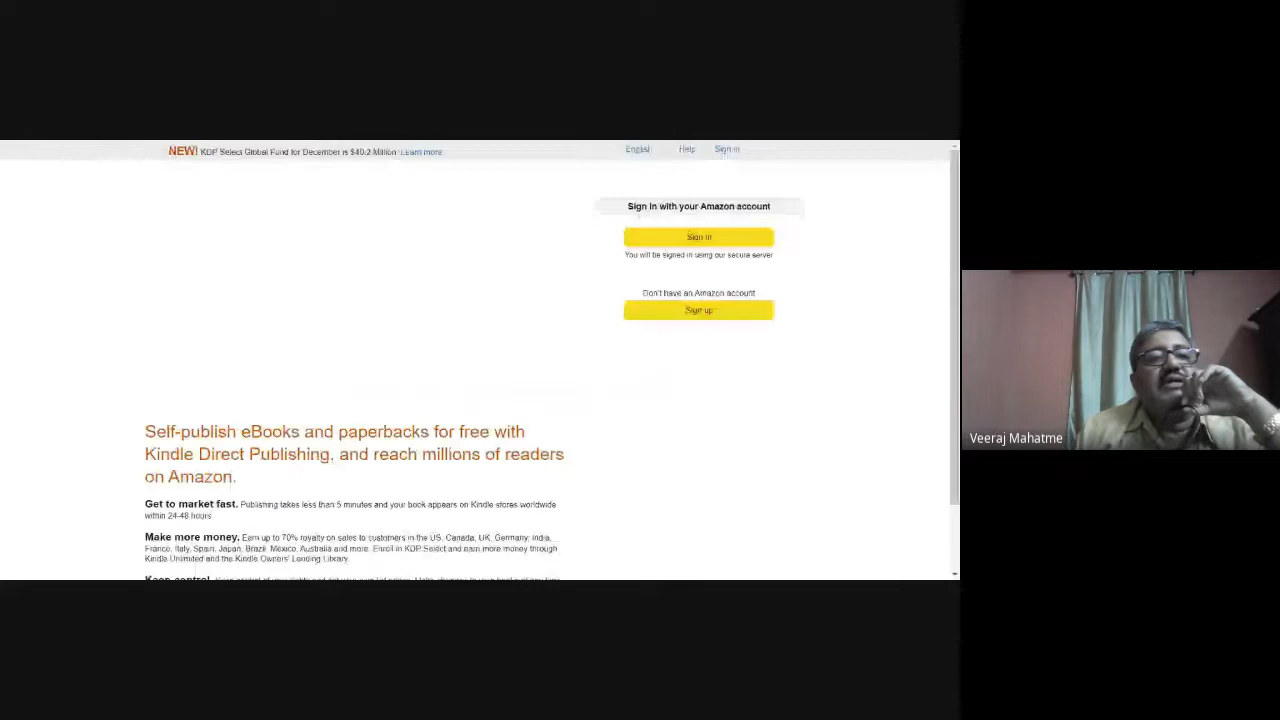 NEW! KDP Select Global Fund for December is $40.2 Million. Learn more
English Help Sign in
Sign in with your Amazon account
Sign in
You will be signed in using our secure server
Don't have an Amazon account
Sign up
Self-publish eBooks and paperbacks for free with
Kindle Direct Publishing, and reach millions of readers
on Amazon.
Get to market fast. Publishing takes less than 5 minutes and your book appears on Kindle stores worldwide
within 24-48 hours
Make more money. Earn up to 70% royalty on sales to customers in the US, Canada, UK, Germany, India,
France, Italy, Spain, Japan, Brazil, Mexico, Australia and more. Enroll in KDP Select and earn more money through
Kindle Unlimited and the Kindle Owners' Lending Library.
Keep control.
Veeraj Mahatme